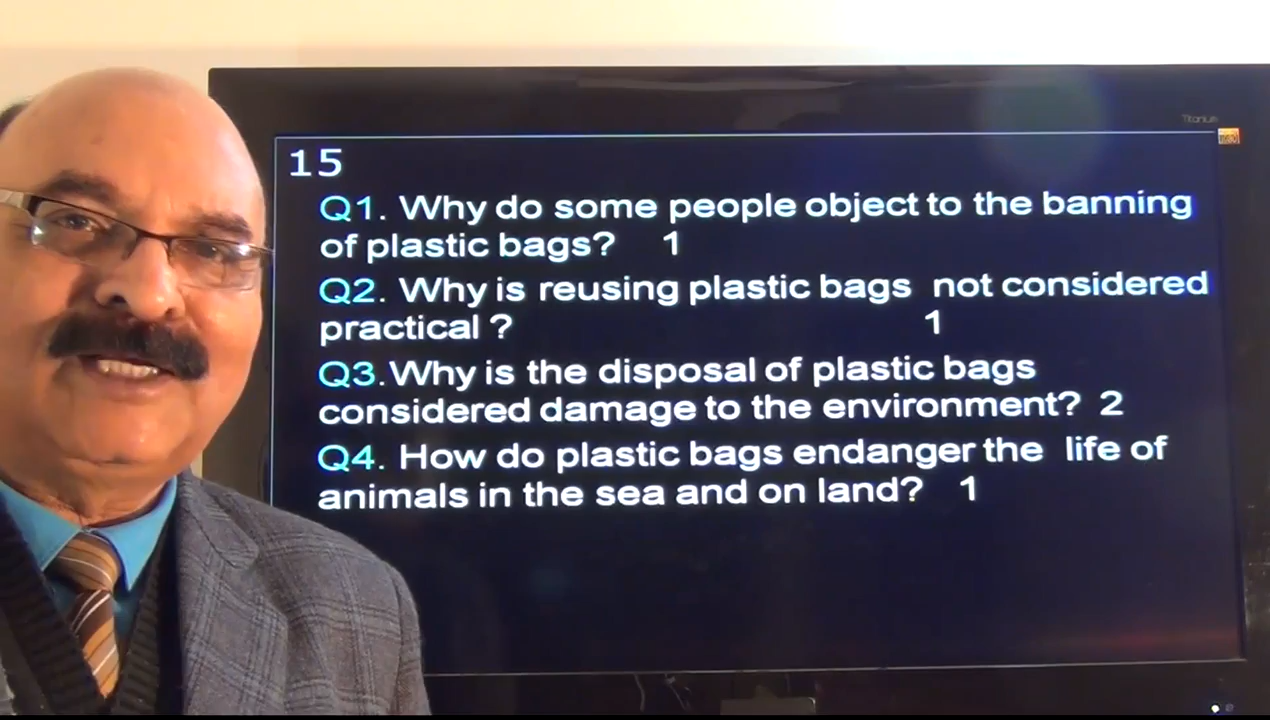 Titanium
15
Q1. Why do some people object to the banning
of plastic bags? 1
Q2. Why is reusing plastic bags not considered
practical ? 1
Q3.Why is the disposal of plastic bags
considered damage to the environment? 2
Q4. How do plastic bags endanger the life of
animals in the sea and on land? 1